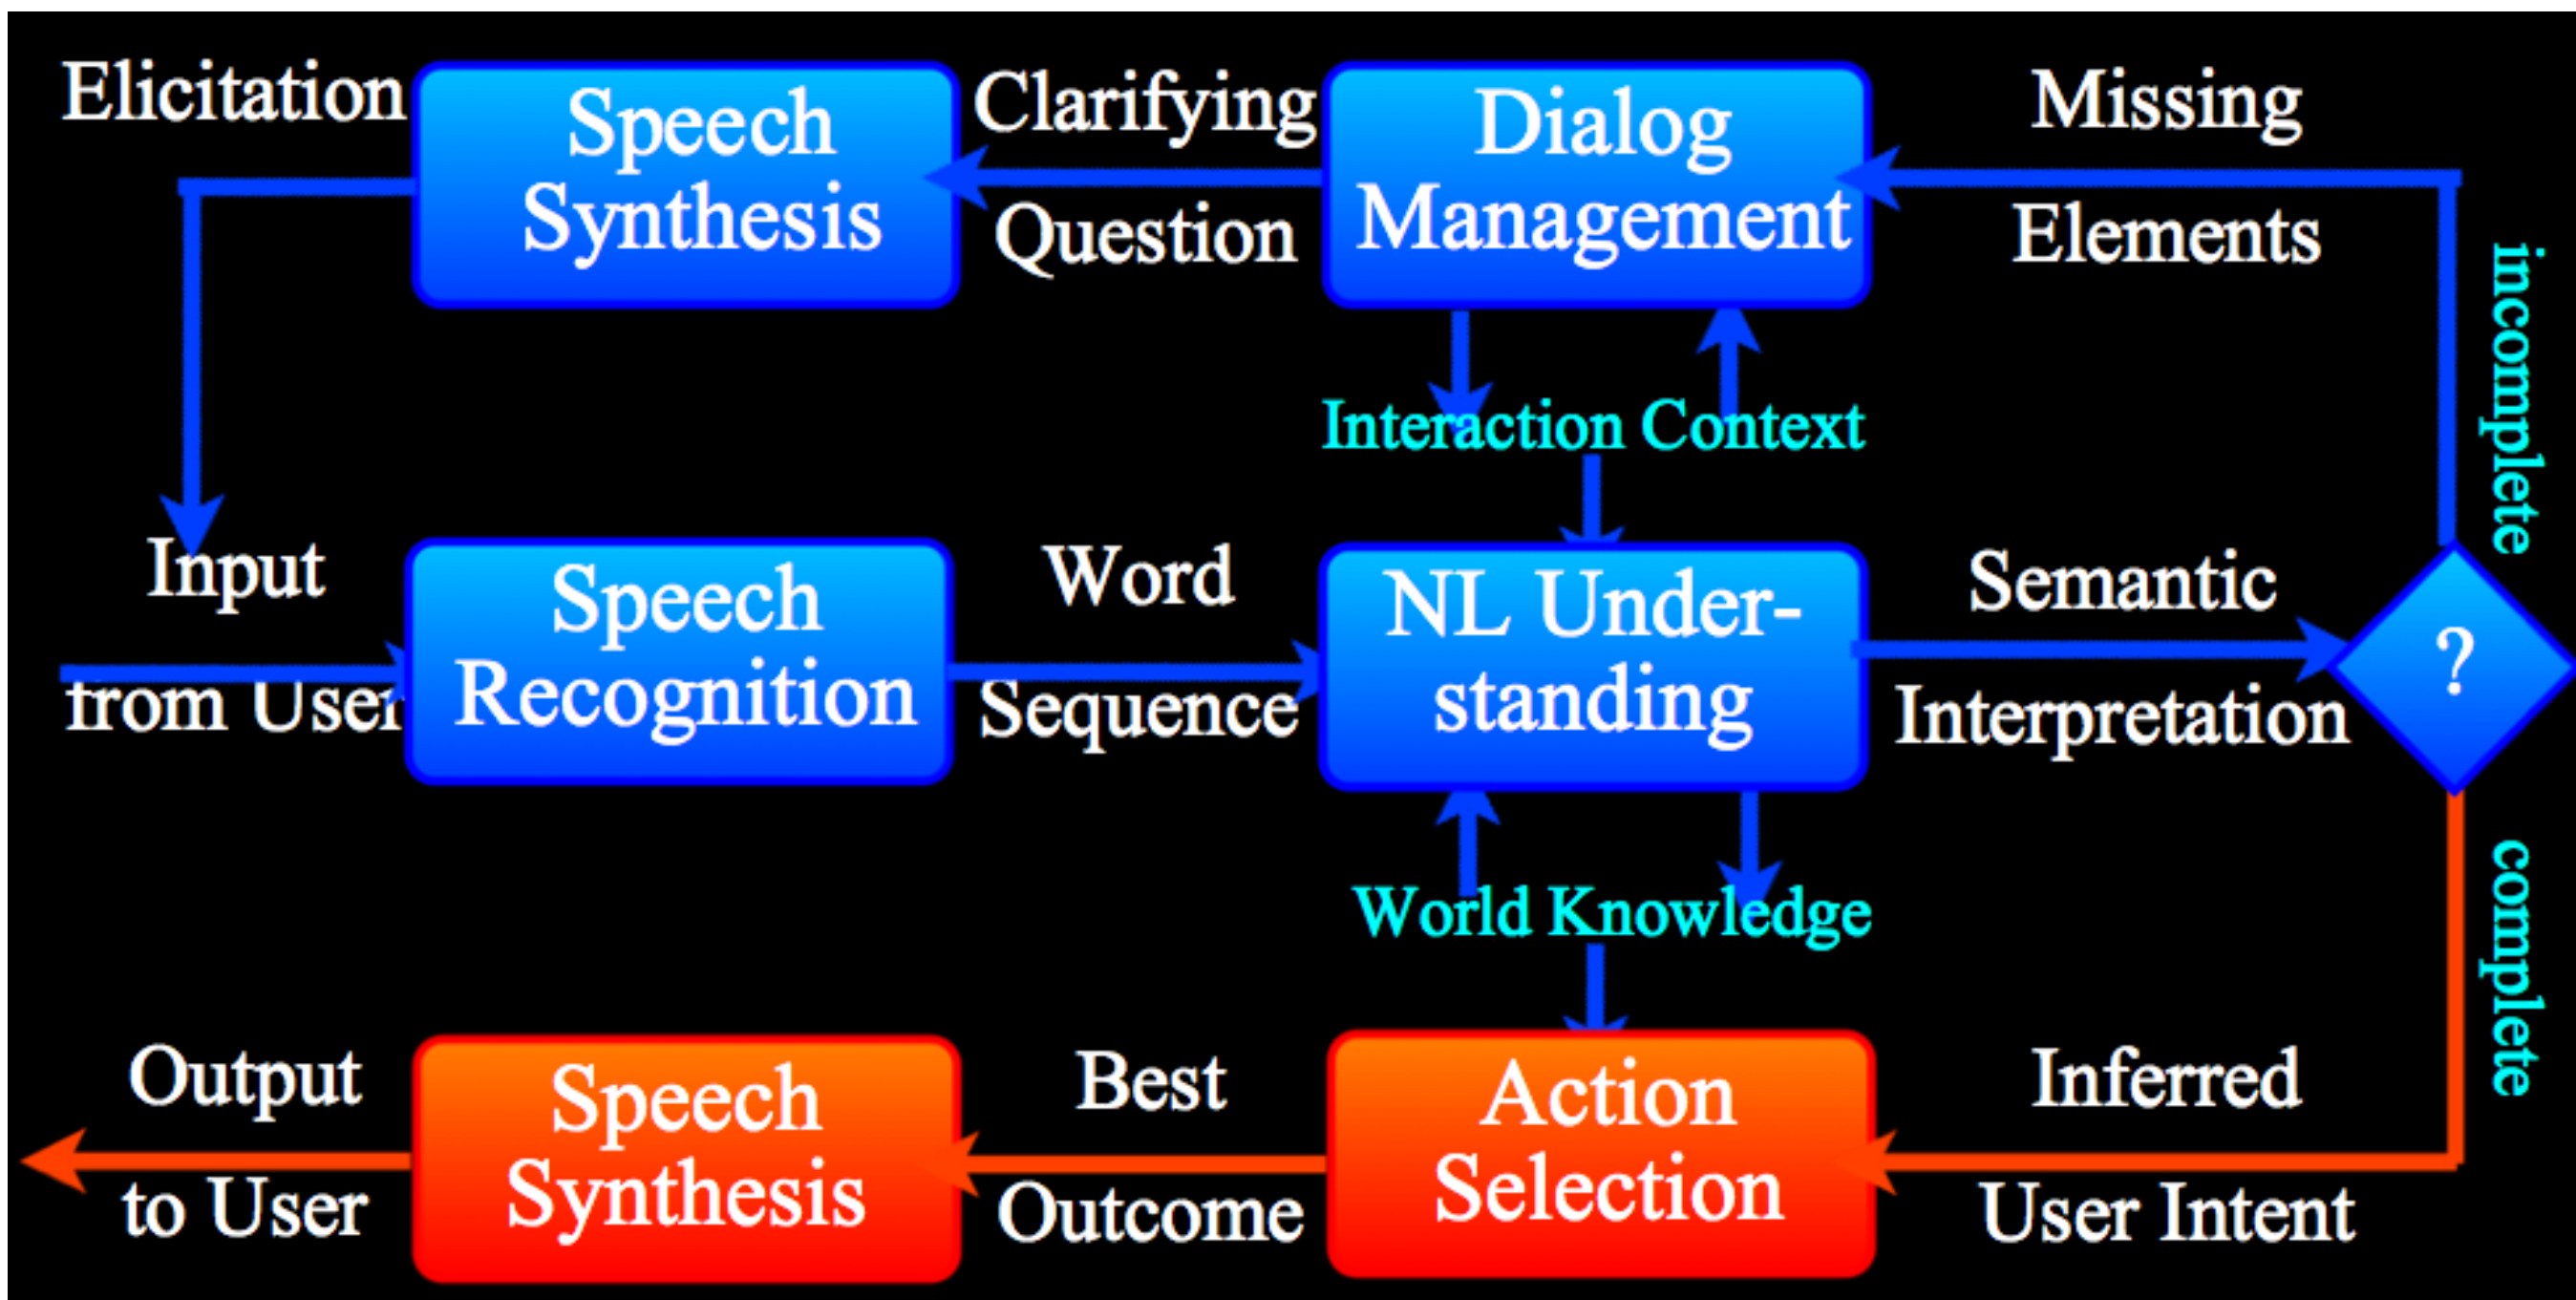 Elicitation
Speech
Synthesis
Clarifying
Question
Dialog
Management
Missing
Elements
incomplete
Interaction Context
Input
from User
Speech
Recognition
Word
Sequence
NL Under-
standing
Semantic
Interpretation
?
World Knowledge
complete
Output
to User
Speech
Synthesis
Best
Outcome
Action
Selection
Inferred
User Intent